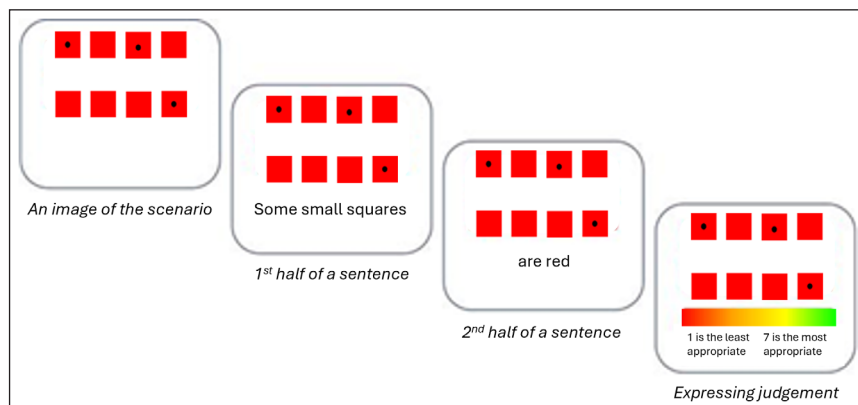 An image of the scenario
Some small squares
1st half of a sentence
are red
2nd half of a sentence
1 is the least
appropriate
7 is the most
appropriate
Expressing judgement